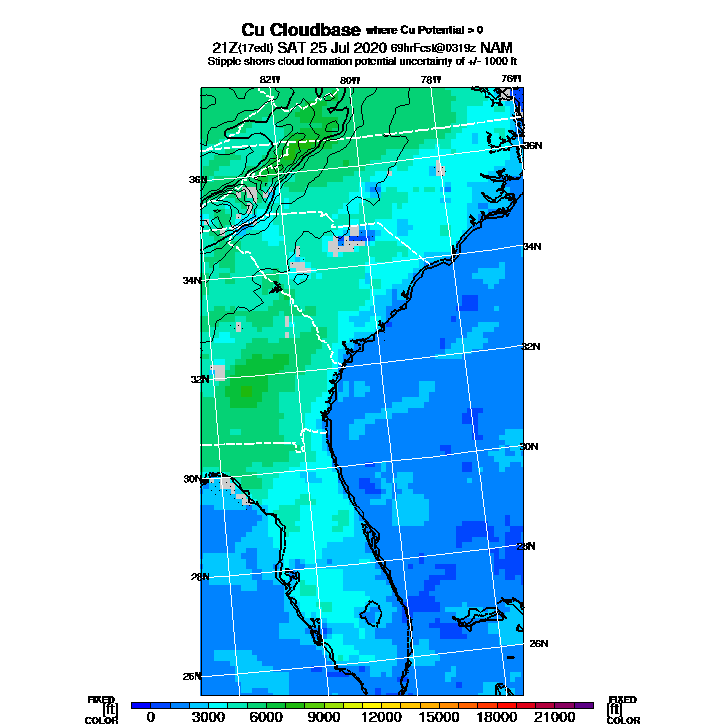 Cu Cloudbase where Cu Potential > 0
21Z(17edt) SAT 25 Jul 2020 69hrFcst@0319z NAM
Stipple shows cloud formation potential uncertainty of +/- 1000 ft
82W 80W 78W 76W
36N 36N
34N 34N
32N 32N
30N 30N
28N 28N
26N 26N
FIXED FIXED
[ft] [ft]
COLOR COLOR
0 3000 6000 9000 12000 15000 18000 21000